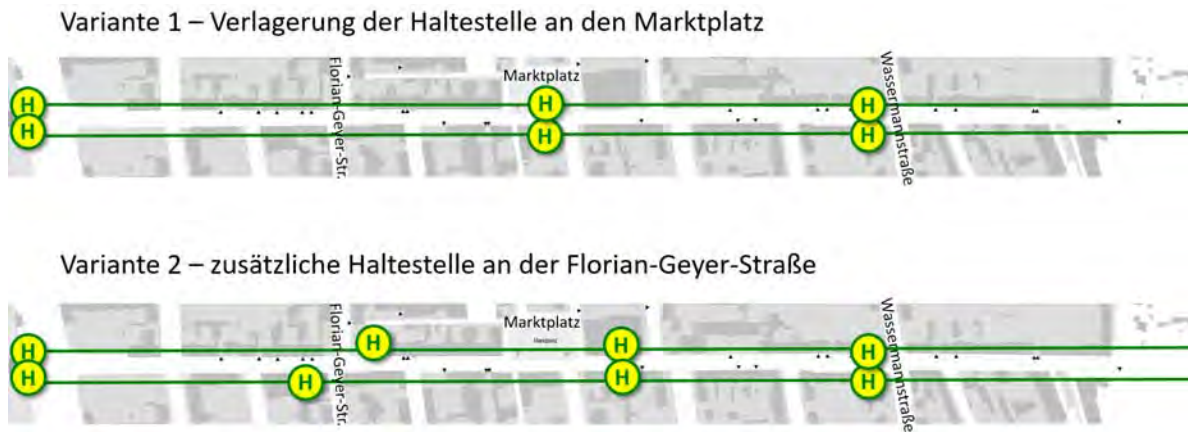 Variante 1 – Verlagerung der Haltestelle an den Marktplatz
Florian-Geyer-Str.
Marktplatz
Wassermannstraße
H
H
H
H
H
H
Variante 2 – zusätzliche Haltestelle an der Florian-Geyer-Straße
Florian-Geyer-Str.
Marktplatz
Wassermannstraße
H
H
H
H
H
H
H
H